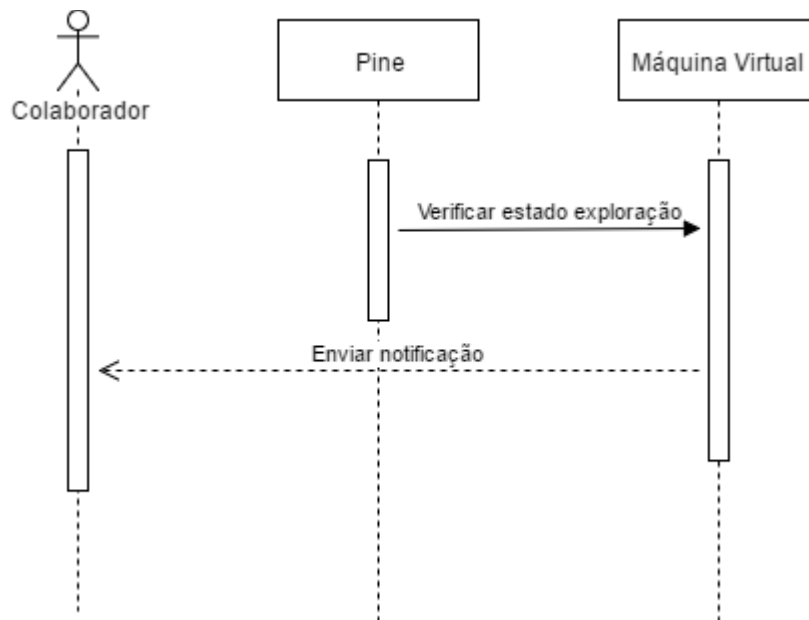 Colaborador
Pine
Máquina Virtual
Verificar estado exploração
Enviar notificação